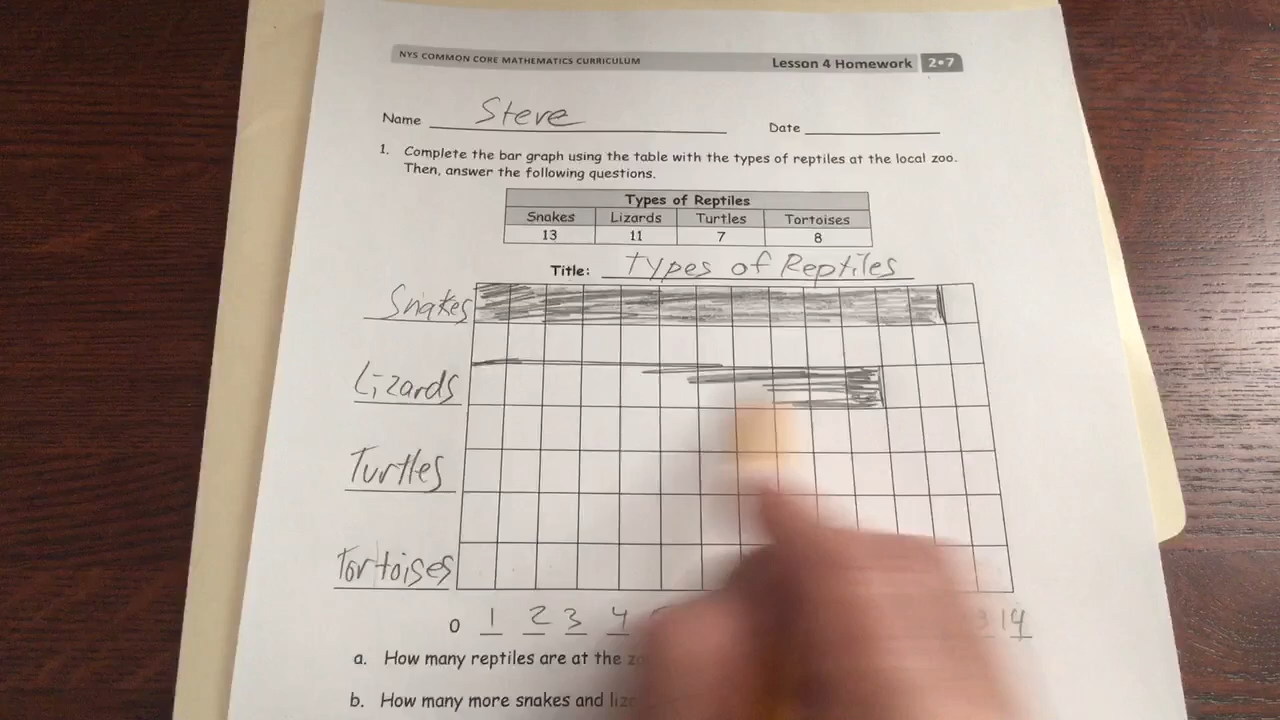 NYS COMMON CORE MATHEMATICS CURRICULUM Lesson 4 Homework 2•7
Name Steve Date
1. Complete the bar graph using the table with the types of reptiles at the local zoo.
Then, answer the following questions.
Types of Reptiles
Snakes Lizards Turtles Tortoises
13 11 7 8
Title: Types of Reptiles
Snakes
Lizards
Turtles
Tortoises
0 1 2 3 4 14
a. How many reptiles are at the
b. How many more snakes and